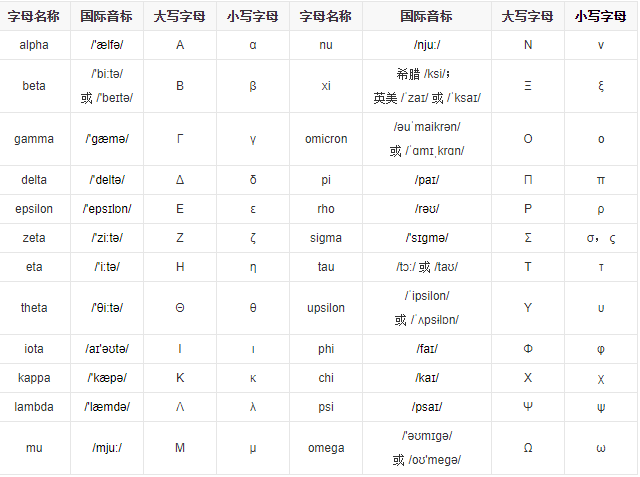 字母名称 国际音标 大写字母 小写字母 字母名称 国际音标 大写字母 小写字母
alpha /'ælfə/ Α α nu /nju:/ Ν ν
beta /'bi:tə/ 或 /'beɪtə/ Β β xi 希腊 /ksi/； 英美 /ˈzaɪ/ 或 /ˈksaɪ/ Ξ ξ
gamma /'gæmə/ Γ γ omicron /əuˈmaikrən/ 或 /ˈɑmɪˌkrɑn/ Ο ο
delta /'deltə/ Δ δ pi /paɪ/ Π π
epsilon /'epsɪlɒn/ Ε ε rho /rəʊ/ Ρ ρ
zeta /'zi:tə/ Ζ ζ sigma /'sɪgmə/ Σ σ，ς
eta /'i:tə/ Η η tau /tɔ:/ 或 /taʊ/ Τ τ
theta /'θi:tə/ Θ θ upsilon /ˈipsilon/ 或 /ˈʌpsɨlɒn/ Υ υ
iota /aɪ'əʊtə/ Ι ι phi /faɪ/ Φ φ
kappa /'kæpə/ Κ κ chi /kaɪ/ Χ χ
lambda /'læmdə/ Λ λ psi /psaɪ/ Ψ ψ
mu /mju:/ Μ μ omega /'əʊmɪgə/ 或 /oʊ'megə/ Ω ω